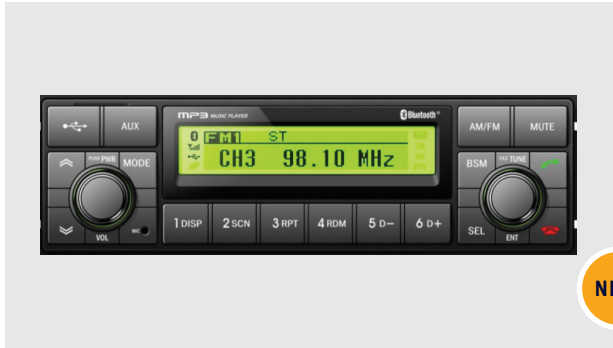 MP3 MUSIC PLAYER
Bluetooth®
AUX
FM1 ST
CH3 98.10 MHz
AM/FM
MUTE
PUSH PWR
MODE
BSM
TUNE
VOL
MIC
1 DISP
2 SCN
3 RPT
4 RDM
5 D−
6 D+
SEL
ENT